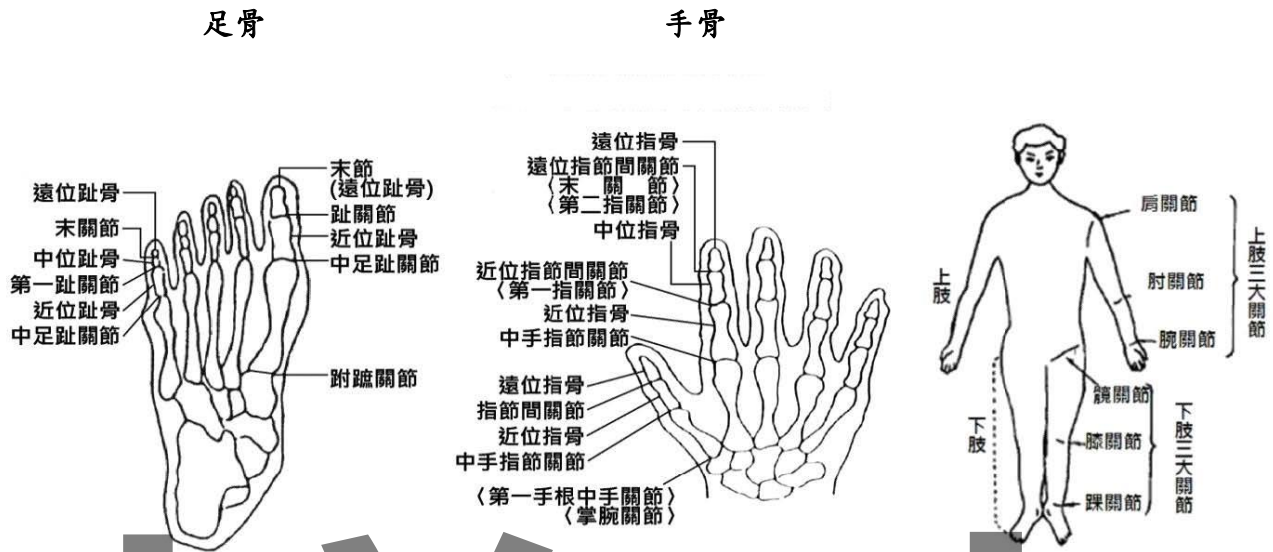 足骨
手骨
遠位趾骨
末關節
中位趾骨
第一趾關節
近位趾骨
中足趾關節
末節
(遠位趾骨)
趾關節
近位趾骨
中足趾關節
跗蹠關節
遠位指骨
遠位指節間關節
〈末關節〉
〈第二指關節〉
中位指骨
近位指節間關節
〈第一指關節〉
近位指骨
中手指節關節
遠位指骨
指節間關節
近位指骨
中手指節關節
〈第一手根中手關節〉
〈掌腕關節〉
肩關節
肘關節
腕關節
上肢三大關節
上肢
髖關節
膝關節
踝關節
下肢三大關節
下肢